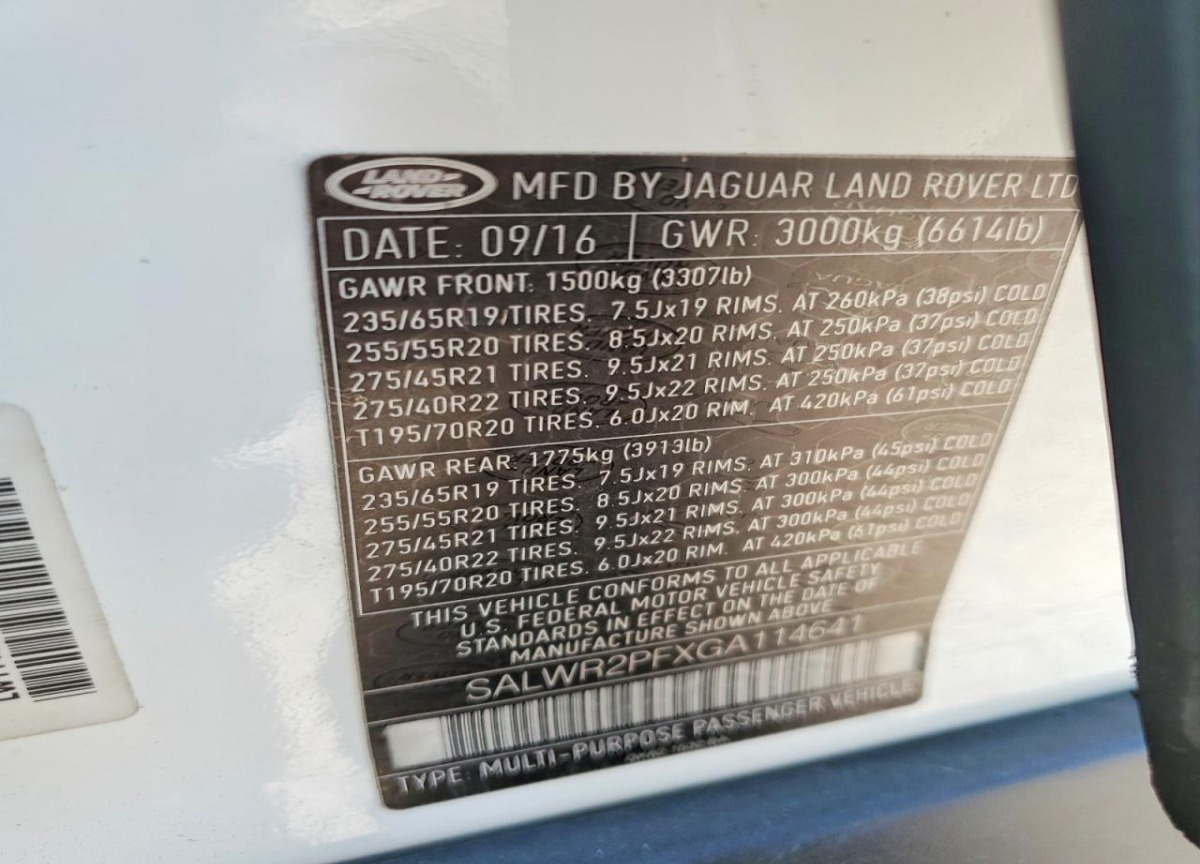 LAND ROVER
MFD BY JAGUAR LAND ROVER LTD
DATE: 09/16 GWR: 3000kg (6614lb)
GAWR FRONT: 1500kg (3307lb)
235/65R19 TIRES. 7.5Jx19 RIMS. AT 260kPa (38psi) COLD
255/55R20 TIRES. 8.5Jx20 RIMS. AT 250kPa (37psi) COLD
275/45R21 TIRES. 9.5Jx21 RIMS. AT 250kPa (37psi) COLD
275/40R22 TIRES. 9.5Jx22 RIMS. AT 250kPa (37psi) COLD
T195/70R20 TIRES. 6.0Jx20 RIM. AT 420kPa (61psi) COLD
GAWR REAR: 1775kg (3913lb)
235/65R19 TIRES. 7.5Jx19 RIMS. AT 310kPa (45psi) COLD
255/55R20 TIRES. 8.5Jx20 RIMS. AT 300kPa (44psi) COLD
275/45R21 TIRES. 9.5Jx21 RIMS. AT 300kPa (44psi) COLD
275/40R22 TIRES. 9.5Jx22 RIMS. AT 300kPa (44psi) COLD
T195/70R20 TIRES. 6.0Jx20 RIM. AT 420kPa (61psi) COLD
THIS VEHICLE CONFORMS TO ALL APPLICABLE
U.S. FEDERAL MOTOR VEHICLE SAFETY
STANDARDS IN EFFECT ON THE DATE OF
MANUFACTURE SHOWN ABOVE
SALWR2PFXGA114641
TYPE: MULTI-PURPOSE PASSENGER VEHICLE